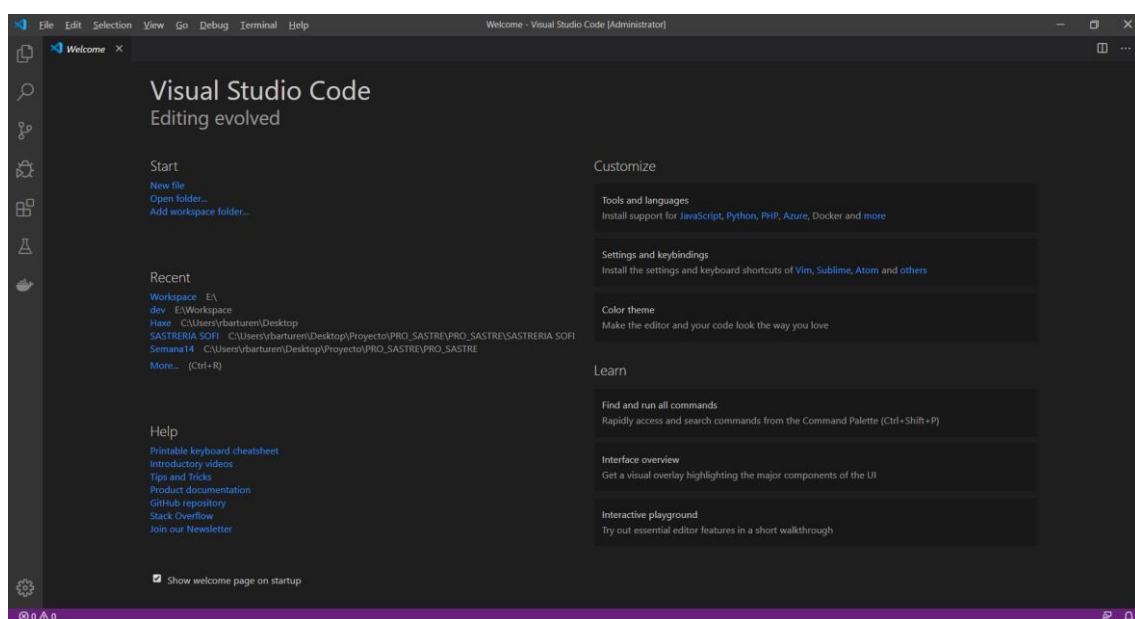 File Edit Selection View Go Debug Terminal Help
Welcome - Visual Studio Code [Administrator]
Welcome
Visual Studio Code
Editing evolved
Start
New file
Open folder...
Add workspace folder...
Recent
Workspace E:\
dev E:\Workspace
Haxe C:\Users\rbarturen\Desktop
SASTRERIA SOFI C:\Users\rbarturen\Desktop\Proyecto\PRO_SASTRE\PRO_SASTRE\SASTRERIA SOFI
Semana14 C:\Users\rbarturen\Desktop\Proyecto\PRO_SASTRE\PRO_SASTRE
More... (Ctrl+R)
Help
Printable keyboard cheatsheet
Introductory videos
Tips and Tricks
Product documentation
GitHub repository
Stack Overflow
Join our Newsletter
Show welcome page on startup
Customize
Tools and languages
Install support for JavaScript, Python, PHP, Azure, Docker and more
Settings and keybindings
Install the settings and keyboard shortcuts of Vim, Sublime, Atom and others
Color theme
Make the editor and your code look the way you love
Learn
Find and run all commands
Rapidly access and search commands from the Command Palette (Ctrl+Shift+P)
Interface overview
Get a visual overlay highlighting the major components of the UI
Interactive playground
Try out essential editor features in a short walkthrough
0 0